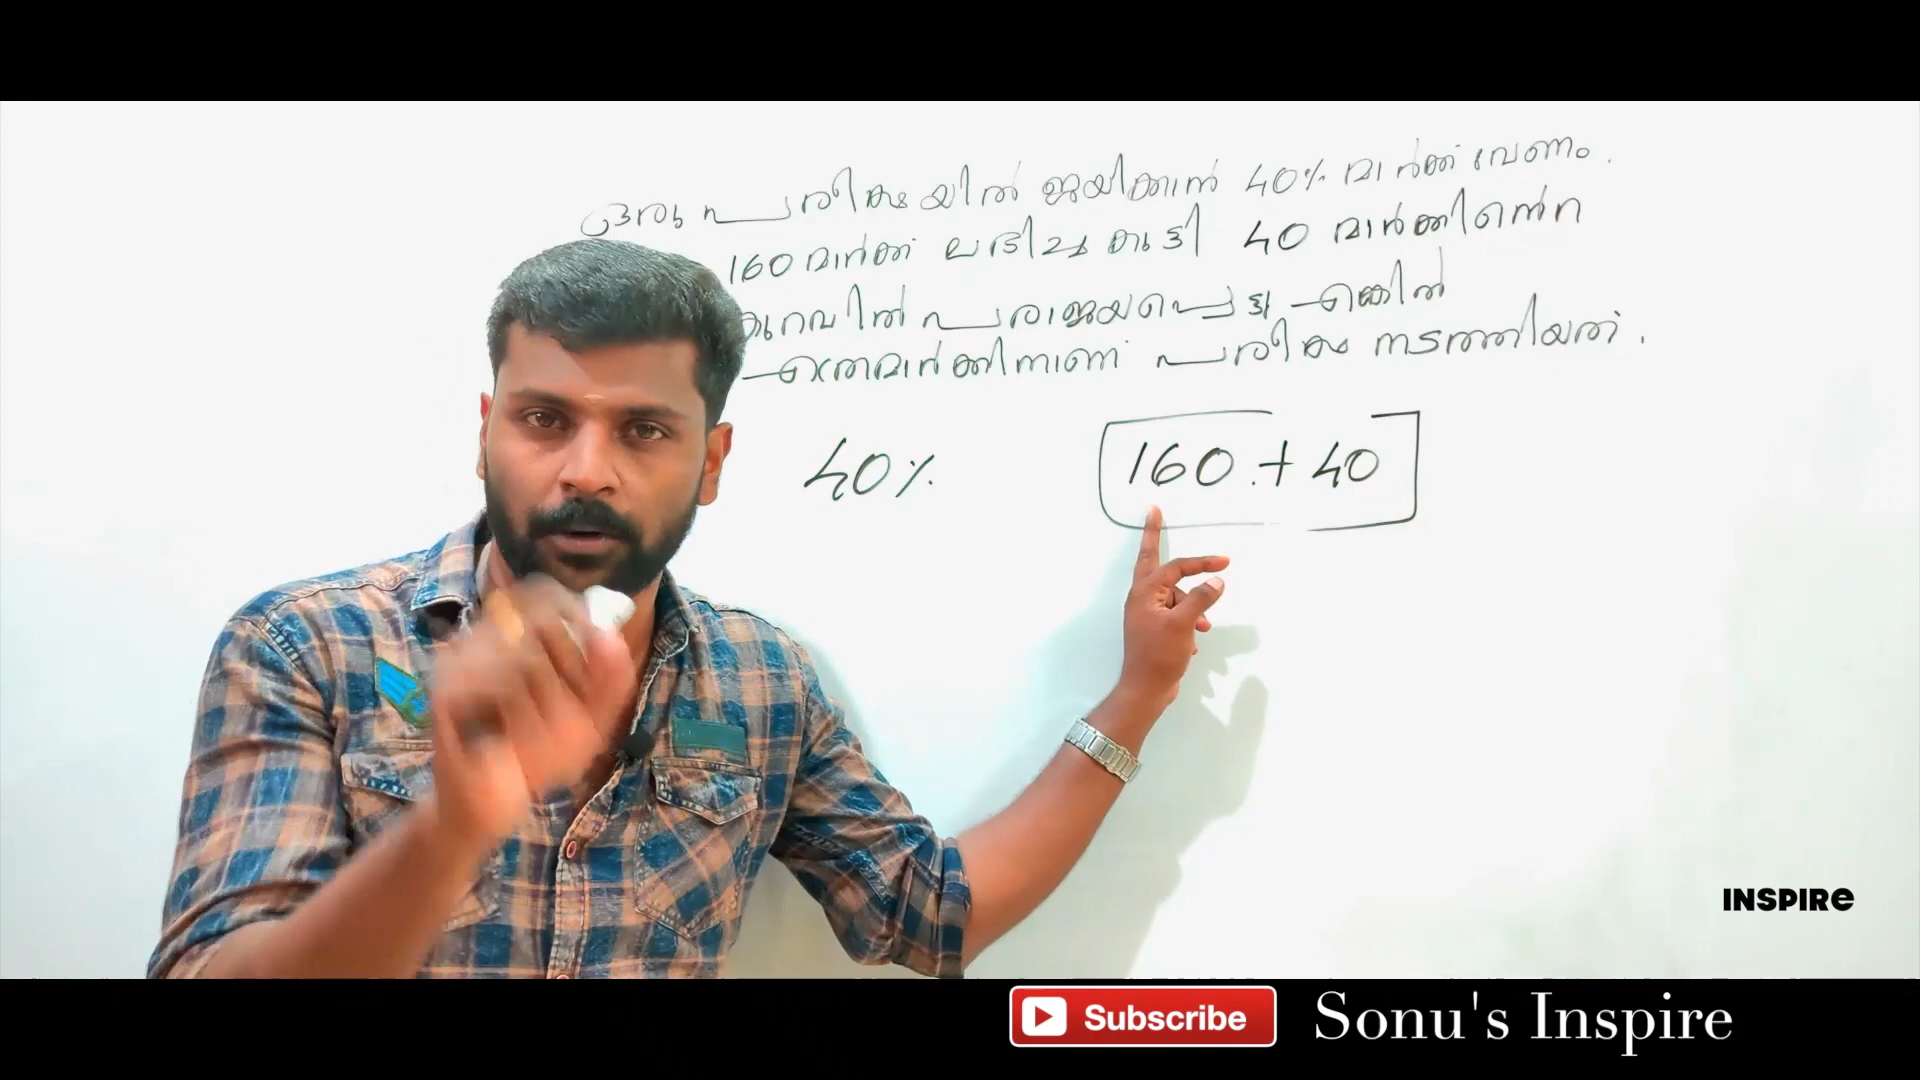 ഒരു പരീക്ഷയിൽ ജയിക്കാൻ 40% മാർക്ക് വേണം.
160 മാർക്ക് ലഭിച്ച കുട്ടി 40 മാർക്കിന്റെ
കുറവിൽ പരാജയപ്പെട്ടു എങ്കിൽ
എത്രമാർക്കിനാണ് പരീക്ഷ നടത്തിയത്.
40%
160 + 40
INSPIRe
Subscribe
Sonu's Inspire